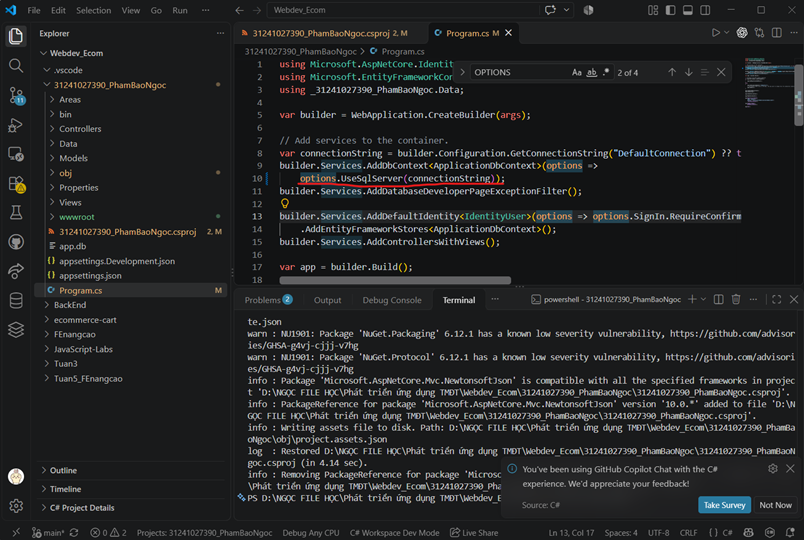 File Edit Selection View Go Run ···
Webdev_Ecom
Explorer
Webdev_Ecom
.vscode
31241027390_PhamBaoNgoc
Areas
bin
Controllers
Data
Models
obj
Properties
Views
wwwroot
31241027390_PhamBaoNgoc.csproj 2, M
app.db
appsettings.Development.json
appsettings.json
Program.cs M
BackEnd
ecommerce-cart
FEnangcao
JavaScript-Labs
Tuan3
Tuan5_FEnangcao
Outline
Timeline
C# Project Details
11
31241027390_PhamBaoNgoc.csproj 2, M
Program.cs M
31241027390_PhamBaoNgoc > Program.cs
OPTIONS Aa ab .* 2 of 4
1 using Microsoft.AspNetCore.Identi
2 using Microsoft.EntityFrameworkCo
3 using _31241027390_PhamBaoNgoc.Data;
4
5 var builder = WebApplication.CreateBuilder(args);
6
7 // Add services to the container.
8 var connectionString = builder.Configuration.GetConnectionString("DefaultConnection") ?? t
9 builder.Services.AddDbContext<ApplicationDbContext>(options =>
10 options.UseSqlServer(connectionString));
11 builder.Services.AddDatabaseDeveloperPageExceptionFilter();
12
13 builder.Services.AddDefaultIdentity<IdentityUser>(options => options.SignIn.RequireConfirm
14 .AddEntityFrameworkStores<ApplicationDbContext>();
15 builder.Services.AddControllersWithViews();
16
17 var app = builder.Build();
18
Problems 2 Output Debug Console Terminal ··· powershell - 31241027390_PhamBaoNgoc
te.json
warn : NU1901: Package 'NuGet.Packaging' 6.12.1 has a known low severity vulnerability, https://github.com/advisor
ies/GHSA-g4vj-cjjj-v7hg
warn : NU1901: Package 'NuGet.Protocol' 6.12.1 has a known low severity vulnerability, https://github.com/advisori
es/GHSA-g4vj-cjjj-v7hg
info : Package 'Microsoft.AspNetCore.Mvc.NewtonsoftJson' is compatible with all the specified frameworks in projec
t 'D:\NGỌC FILE HỌC\Phát triển ứng dụng TMĐT\Webdev_Ecom\31241027390_PhamBaoNgoc\31241027390_PhamBaoNgoc.csproj'.
info : PackageReference for package 'Microsoft.AspNetCore.Mvc.NewtonsoftJson' version '10.0.*' added to file 'D:\N
GỌC FILE HỌC\Phát triển ứng dụng TMĐT\Webdev_Ecom\31241027390_PhamBaoNgoc\31241027390_PhamBaoNgoc.csproj'.
info : Writing assets file to disk. Path: D:\NGỌC FILE HỌC\Phát triển ứng dụng TMĐT\Webdev_Ecom\31241027390_PhamBa
oNgoc\obj\project.assets.json
log : Restored D:\NGỌC FILE HỌC\Phát triển ứng dụng TMĐT\Webdev_Ecom\31241027390_PhamBaoNgoc\31241027390_PhamBaoN
goc.csproj (in 4.14 sec).
info : Removing PackageReference for package 'Micros
\Phát triển ứng dụng TMĐT\Webdev_Ecom\31241027390_Pha
PS D:\NGỌC FILE HỌC\Phát triển ứng dụng TMĐT\Webdev_E
You've been using GitHub Copilot Chat with the C#
experience. We'd appreciate your feedback!
Source: C#
Take Survey Not Now
main* 0 2 Projects: 31241027390_PhamBaoNgoc Debug Any CPU C# Workspace Dev Mode Live Share Ln 13, Col 17 Spaces: 4 UTF-8 CRLF { } C#